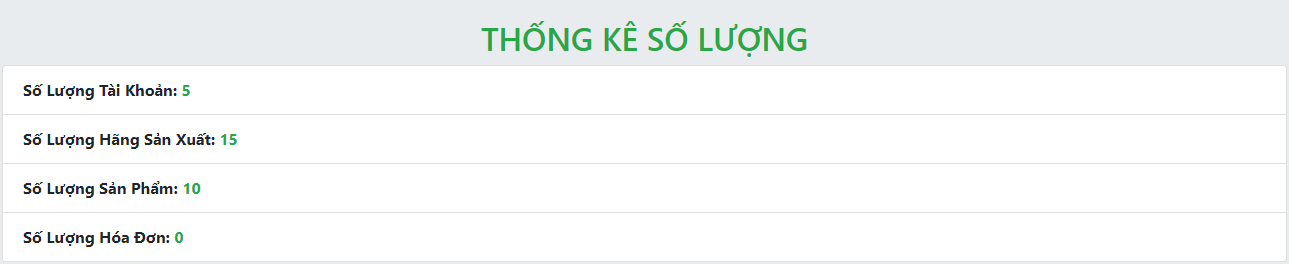 THỐNG KÊ SỐ LƯỢNG
Số Lượng Tài Khoản: 5
Số Lượng Hãng Sản Xuất: 15
Số Lượng Sản Phẩm: 10
Số Lượng Hóa Đơn: 0